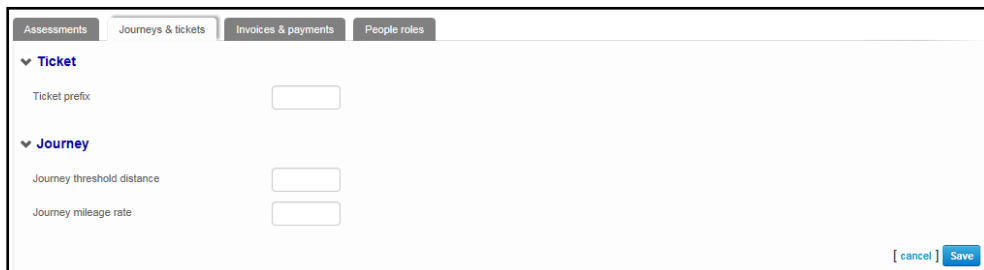 Assessments Journeys & tickets Invoices & payments People roles
Ticket
Ticket prefix
Journey
Journey threshold distance
Journey mileage rate
[ cancel ] Save